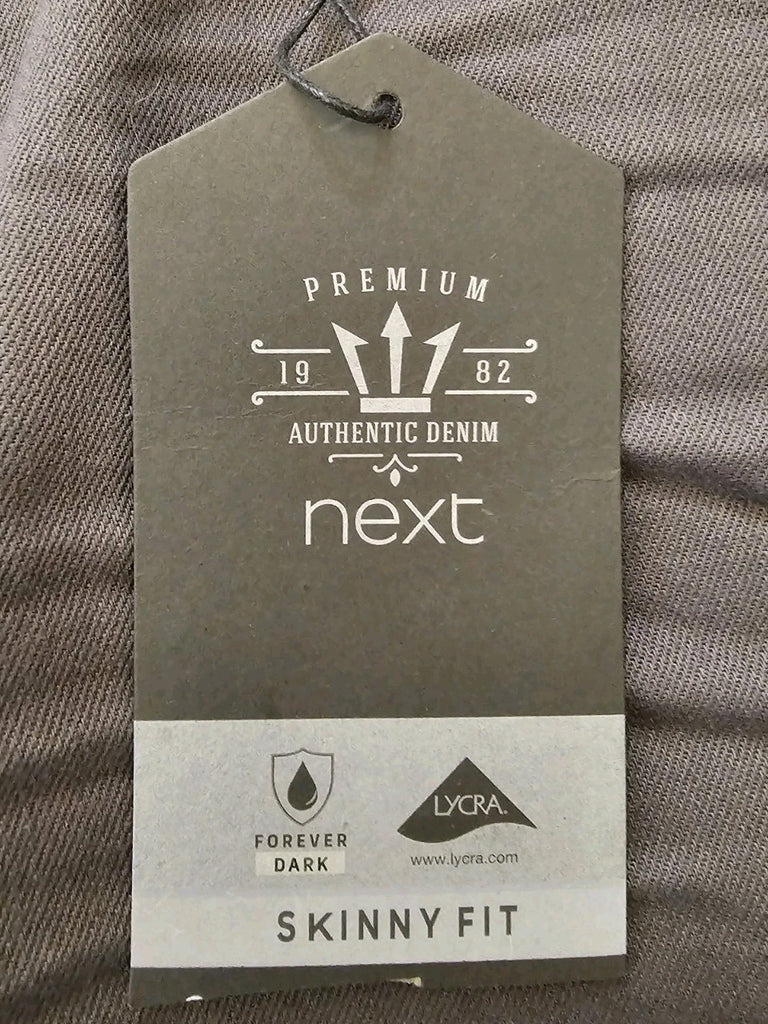 PREMIUM
19 82
AUTHENTIC DENIM
next
FOREVER
DARK
LYCRA®
www.lycra.com
SKINNY FIT